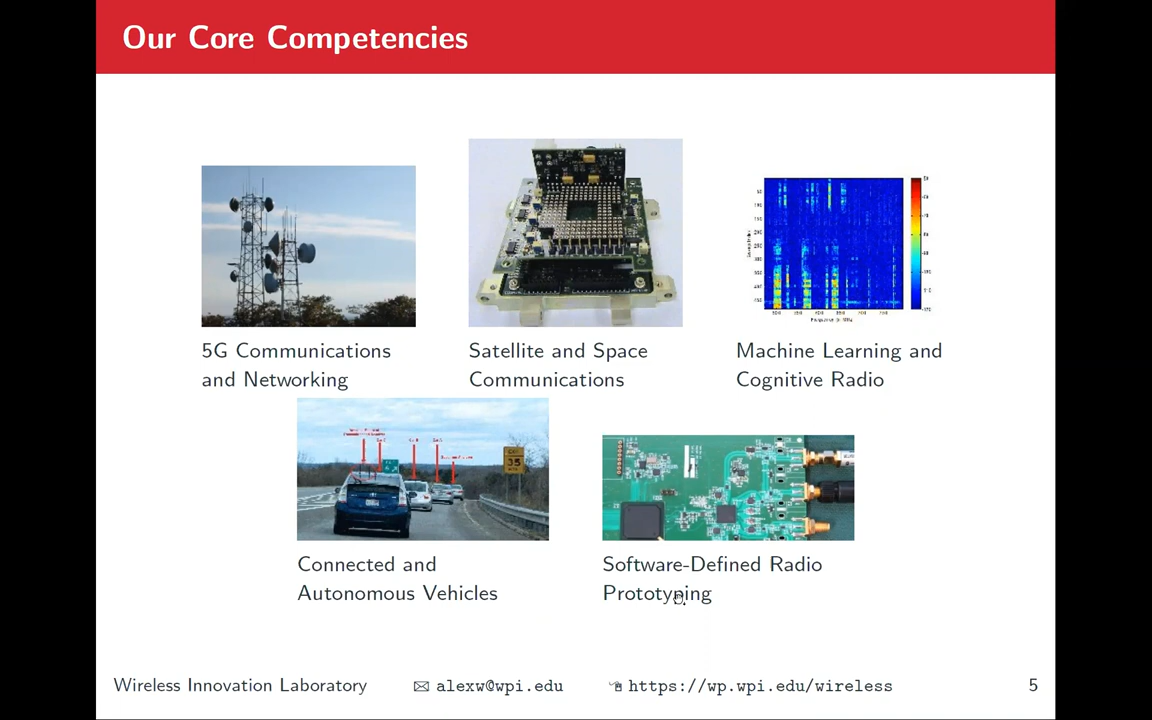 Our Core Competencies
5G Communications
and Networking
Satellite and Space
Communications
Machine Learning and
Cognitive Radio
35
Connected and
Autonomous Vehicles
Software-Defined Radio
Prototyping
Wireless Innovation Laboratory
alexw@wpi.edu
https://wp.wpi.edu/wireless
5